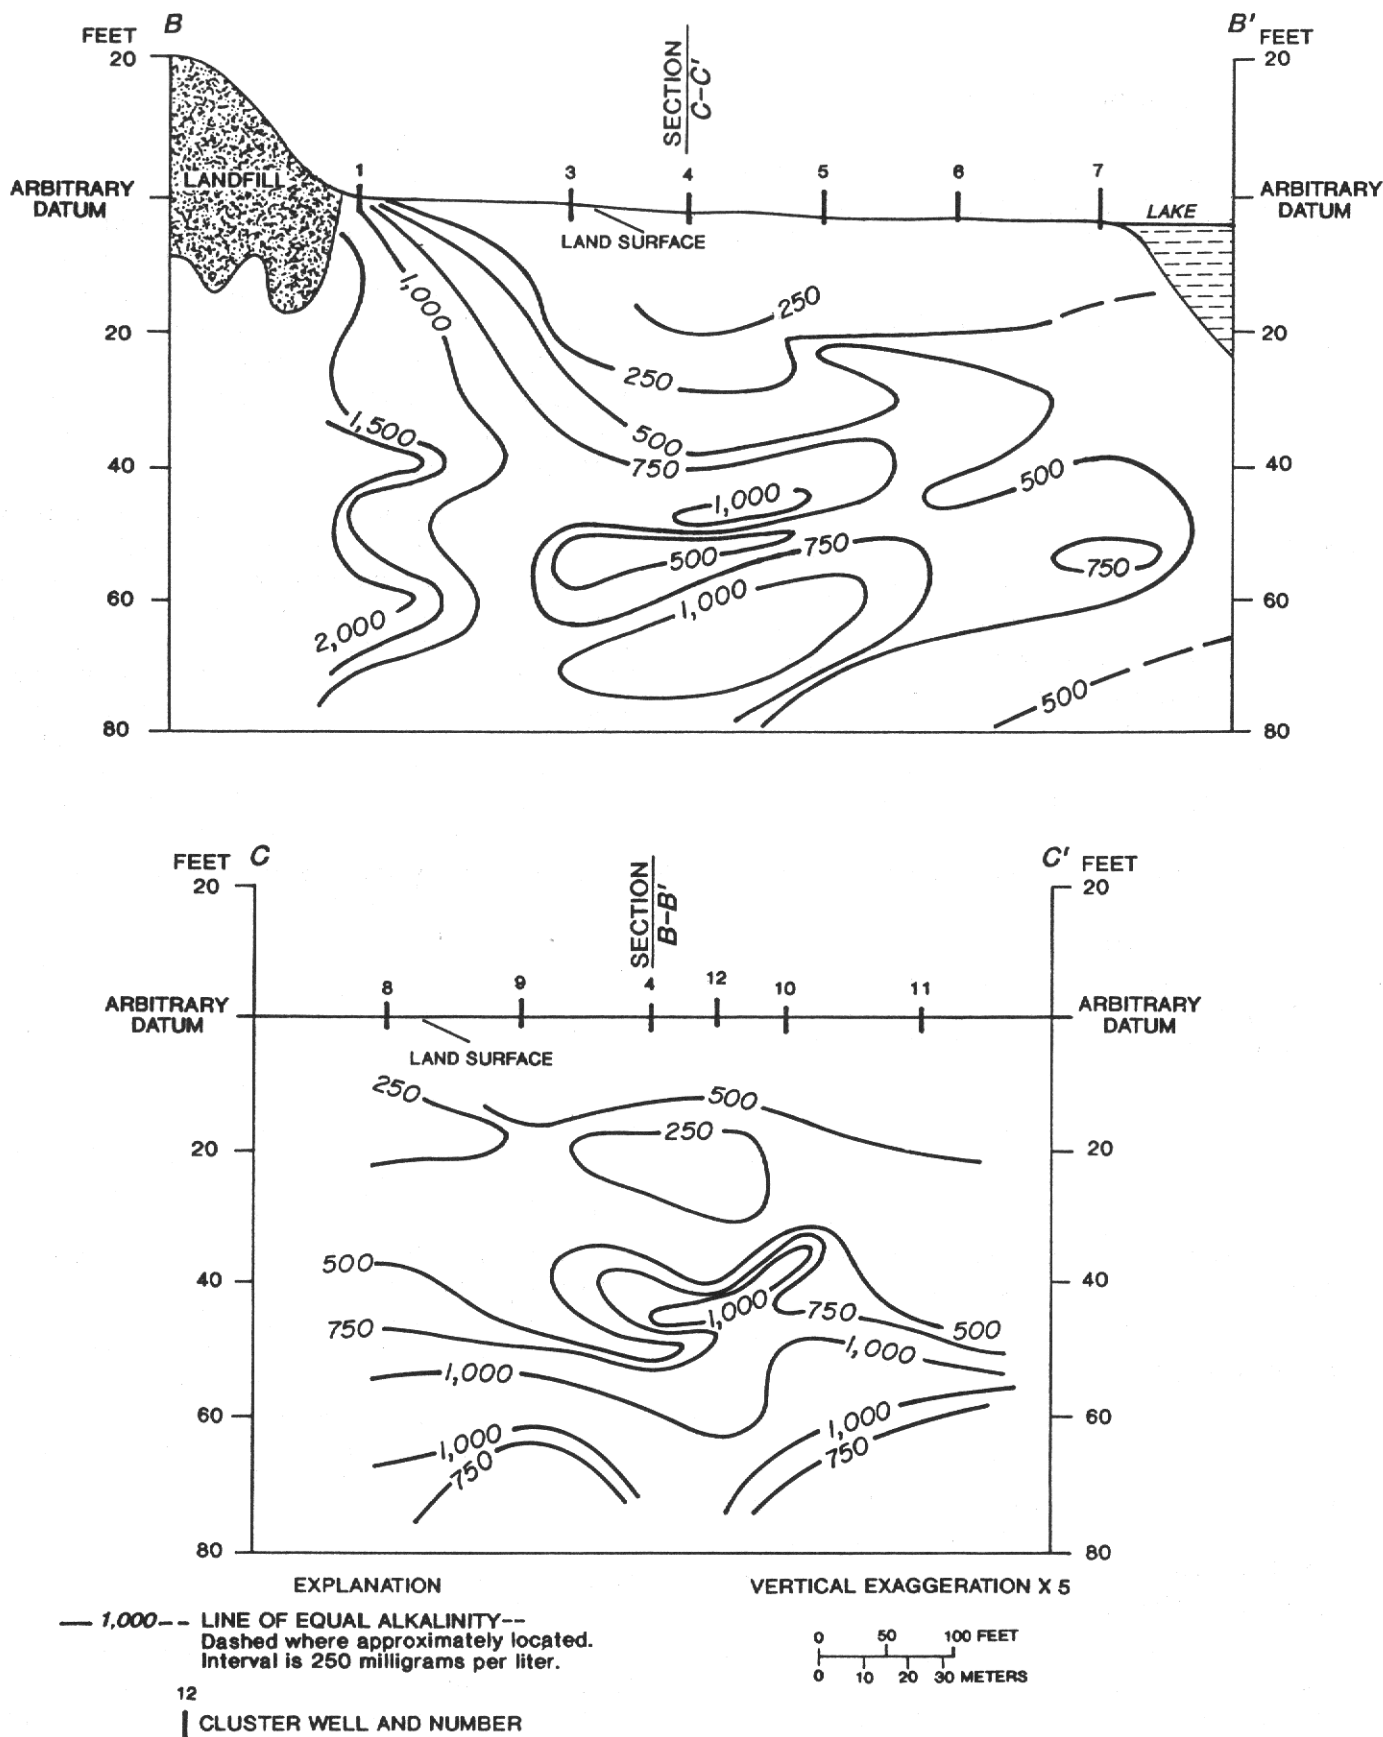 B
B'
FEET
FEET
20
20
SECTION
C-C'
1
3
4
5
6
7
LANDFILL
ARBITRARY
DATUM
ARBITRARY
DATUM
LAKE
LAND SURFACE
1,000
250
20
20
250
1,500
500
750
40
40
500
1,000
500
750
750
1,000
60
60
2,000
500
80
80
C
C'
FEET
FEET
20
20
SECTION
B-B'
8
9
4
12
10
11
ARBITRARY
DATUM
ARBITRARY
DATUM
LAND SURFACE
250
500
250
20
20
500
40
40
1,000
750
750
500
1,000
1,000
60
60
1,000
1,000
750
750
80
80
EXPLANATION
VERTICAL EXAGGERATION X 5
1,000
LINE OF EQUAL ALKALINITY--
Dashed where approximately located.
Interval is 250 milligrams per liter.
0 50 100 FEET
0 10 20 30 METERS
12
CLUSTER WELL AND NUMBER